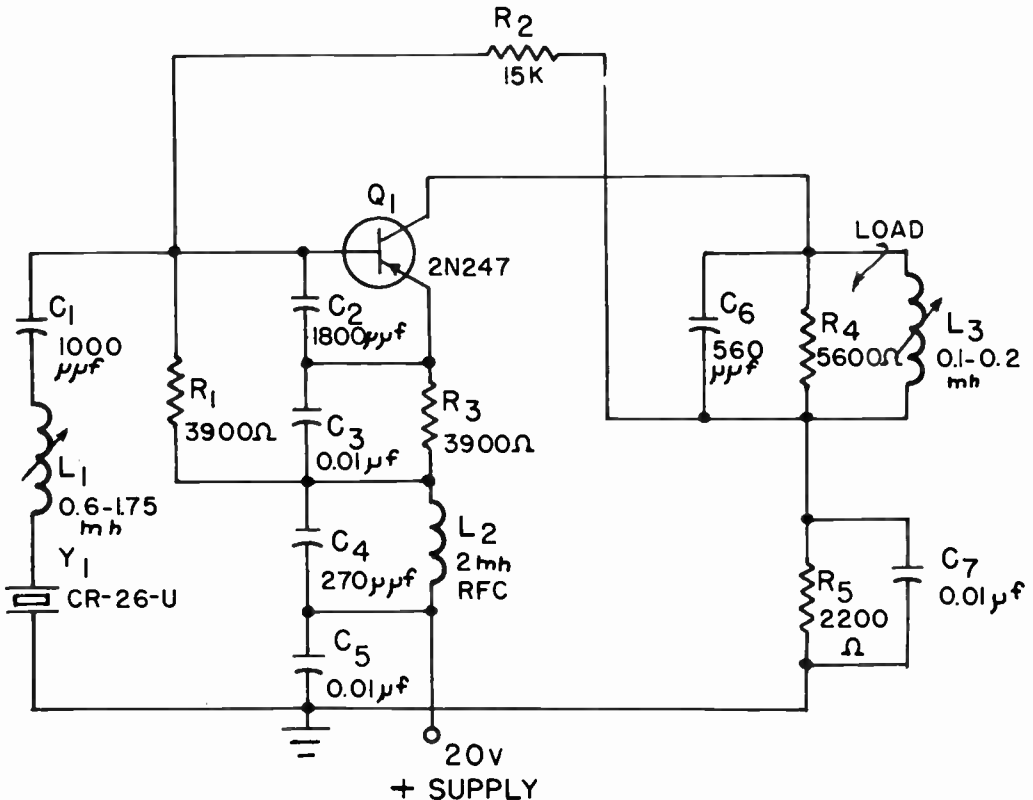 R2
15K
Q1
2N247
LOAD
C1
1000
μμf
C2
1800μμf
C6
560
μμf
R4
5600Ω
L3
0.1-0.2
mh
R1
3900Ω
C3
0.01μf
R3
3900Ω
L1
0.6-1.75
mh
Y1
CR-26-U
C4
270μμf
L2
2mh
RFC
C7
0.01μf
R5
2200
Ω
C5
0.01μf
20V
+ SUPPLY